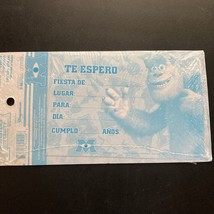 TE ESPERO
FIESTA DE
LUGAR
PARA
DIA
CUMPLO AÑOS